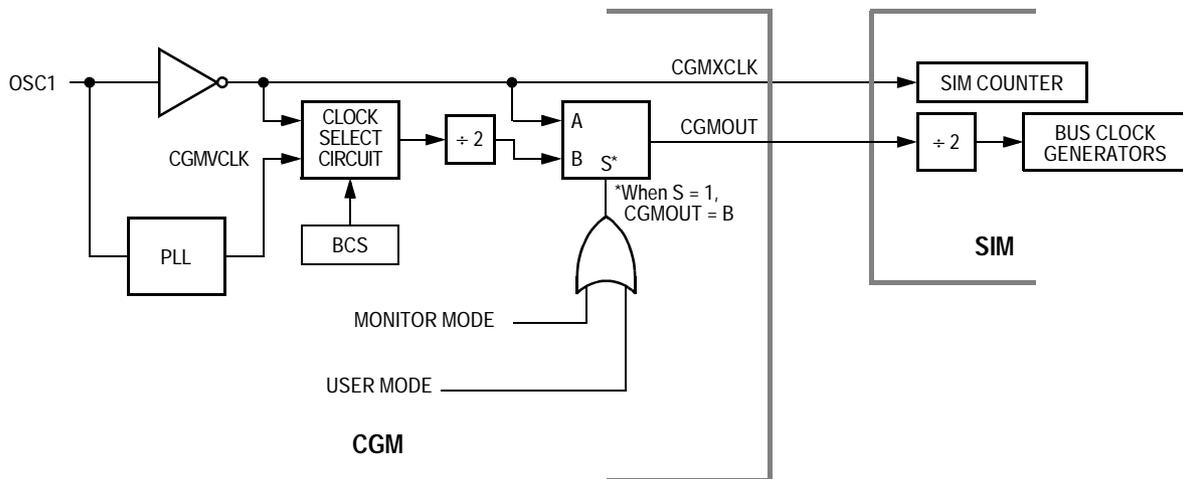 OSC1
CGMXCLK
SIM COUNTER
CLOCK
SELECT
CIRCUIT
÷ 2
A
B
S*
CGMOUT
÷ 2
BUS CLOCK
GENERATORS
CGMVCLK
*When S = 1,
CGMOUT = B
PLL
BCS
SIM
MONITOR MODE
USER MODE
CGM